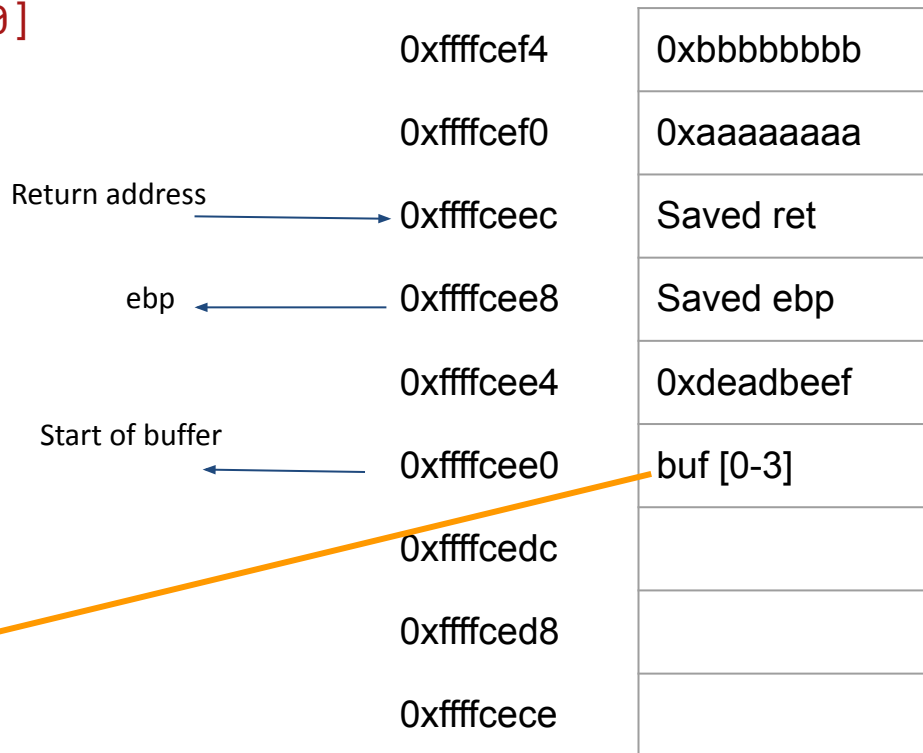 0]
0xffffcef4 0xbbbbbbbb
0xffffcef0 0xaaaaaaaa
Return address 0xffffceec Saved ret
ebp 0xffffcee8 Saved ebp
0xffffcee4 0xdeadbeef
Start of buffer 0xffffcee0 buf [0-3]
0xffffcedc
0xffffced8
0xffffcece